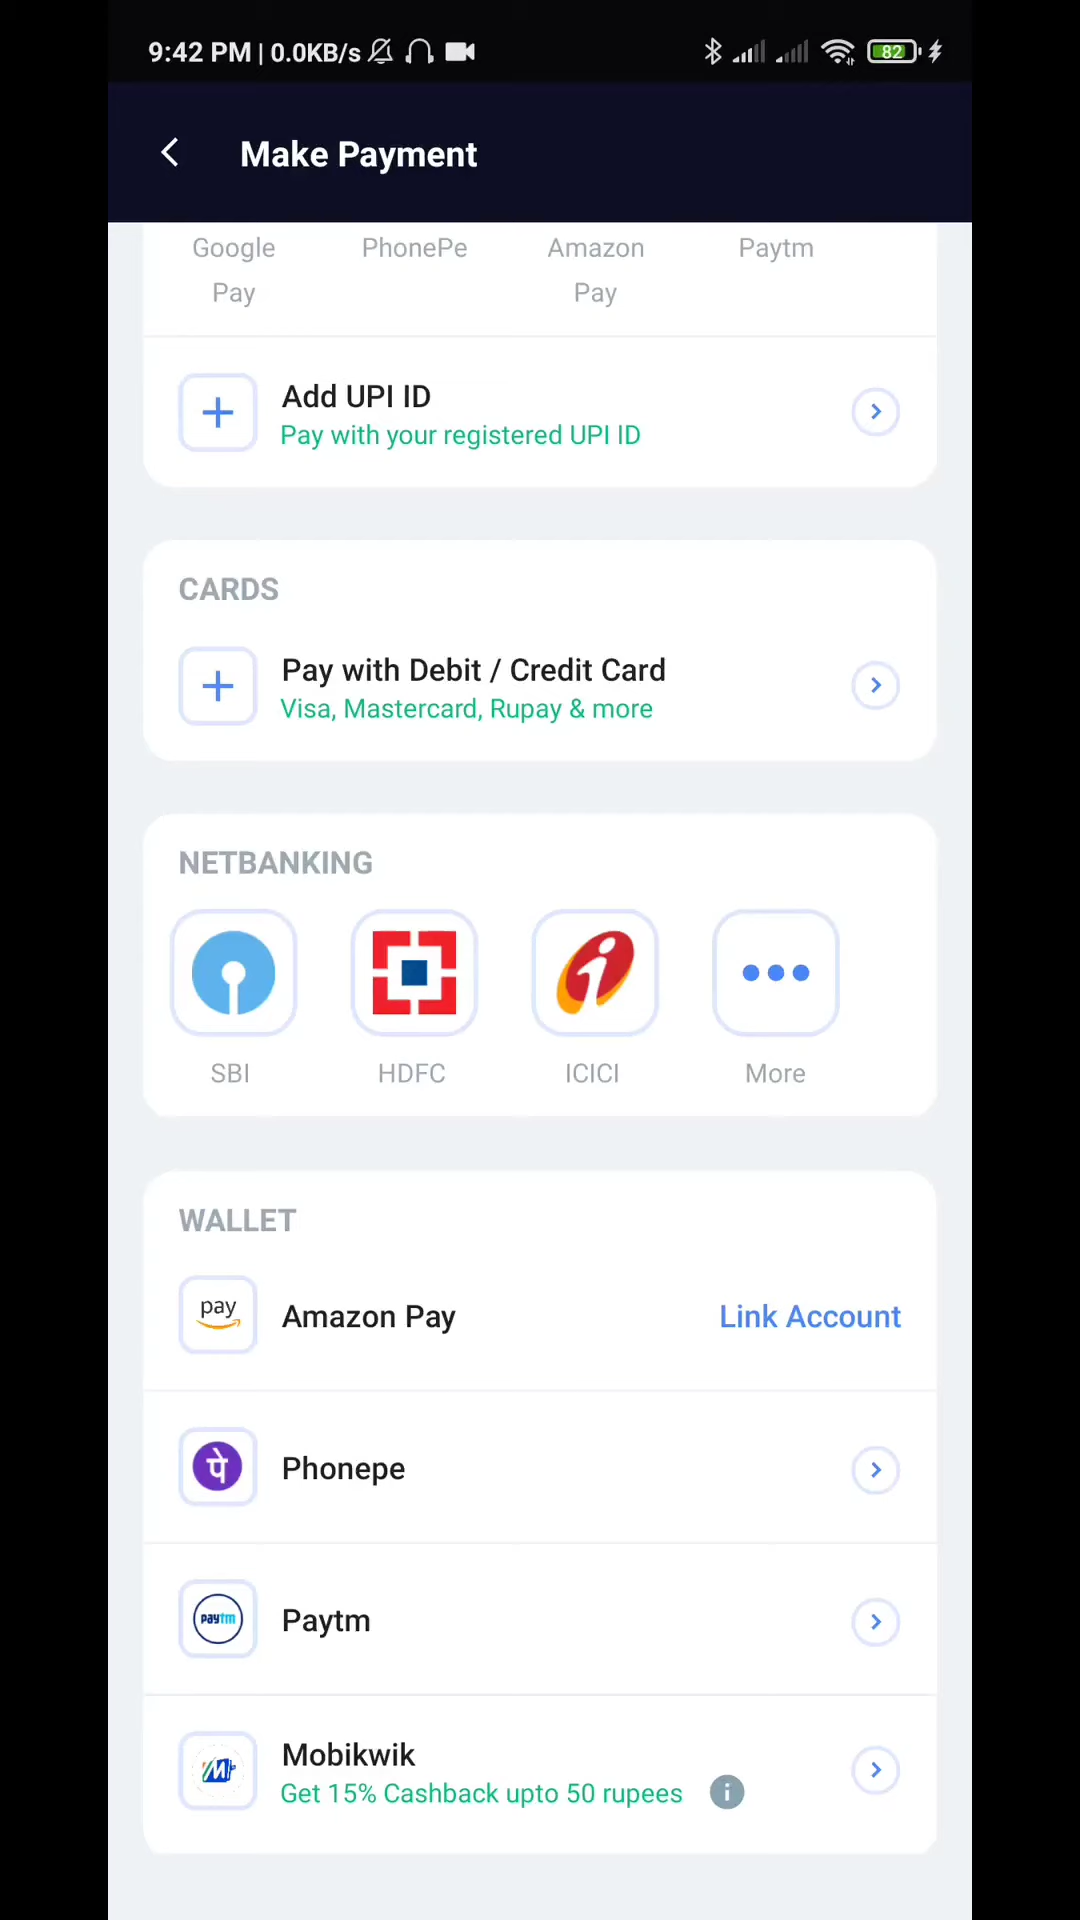 9:42 PM | 0.0KB/s 82
Make Payment
Google Pay PhonePe Amazon Pay Paytm
Add UPI ID
Pay with your registered UPI ID
CARDS
Pay with Debit / Credit Card
Visa, Mastercard, Rupay & more
NETBANKING
SBI HDFC ICICI More
WALLET
pay Amazon Pay Link Account
पे Phonepe
paytm Paytm
Mobikwik
Get 15% Cashback upto 50 rupees